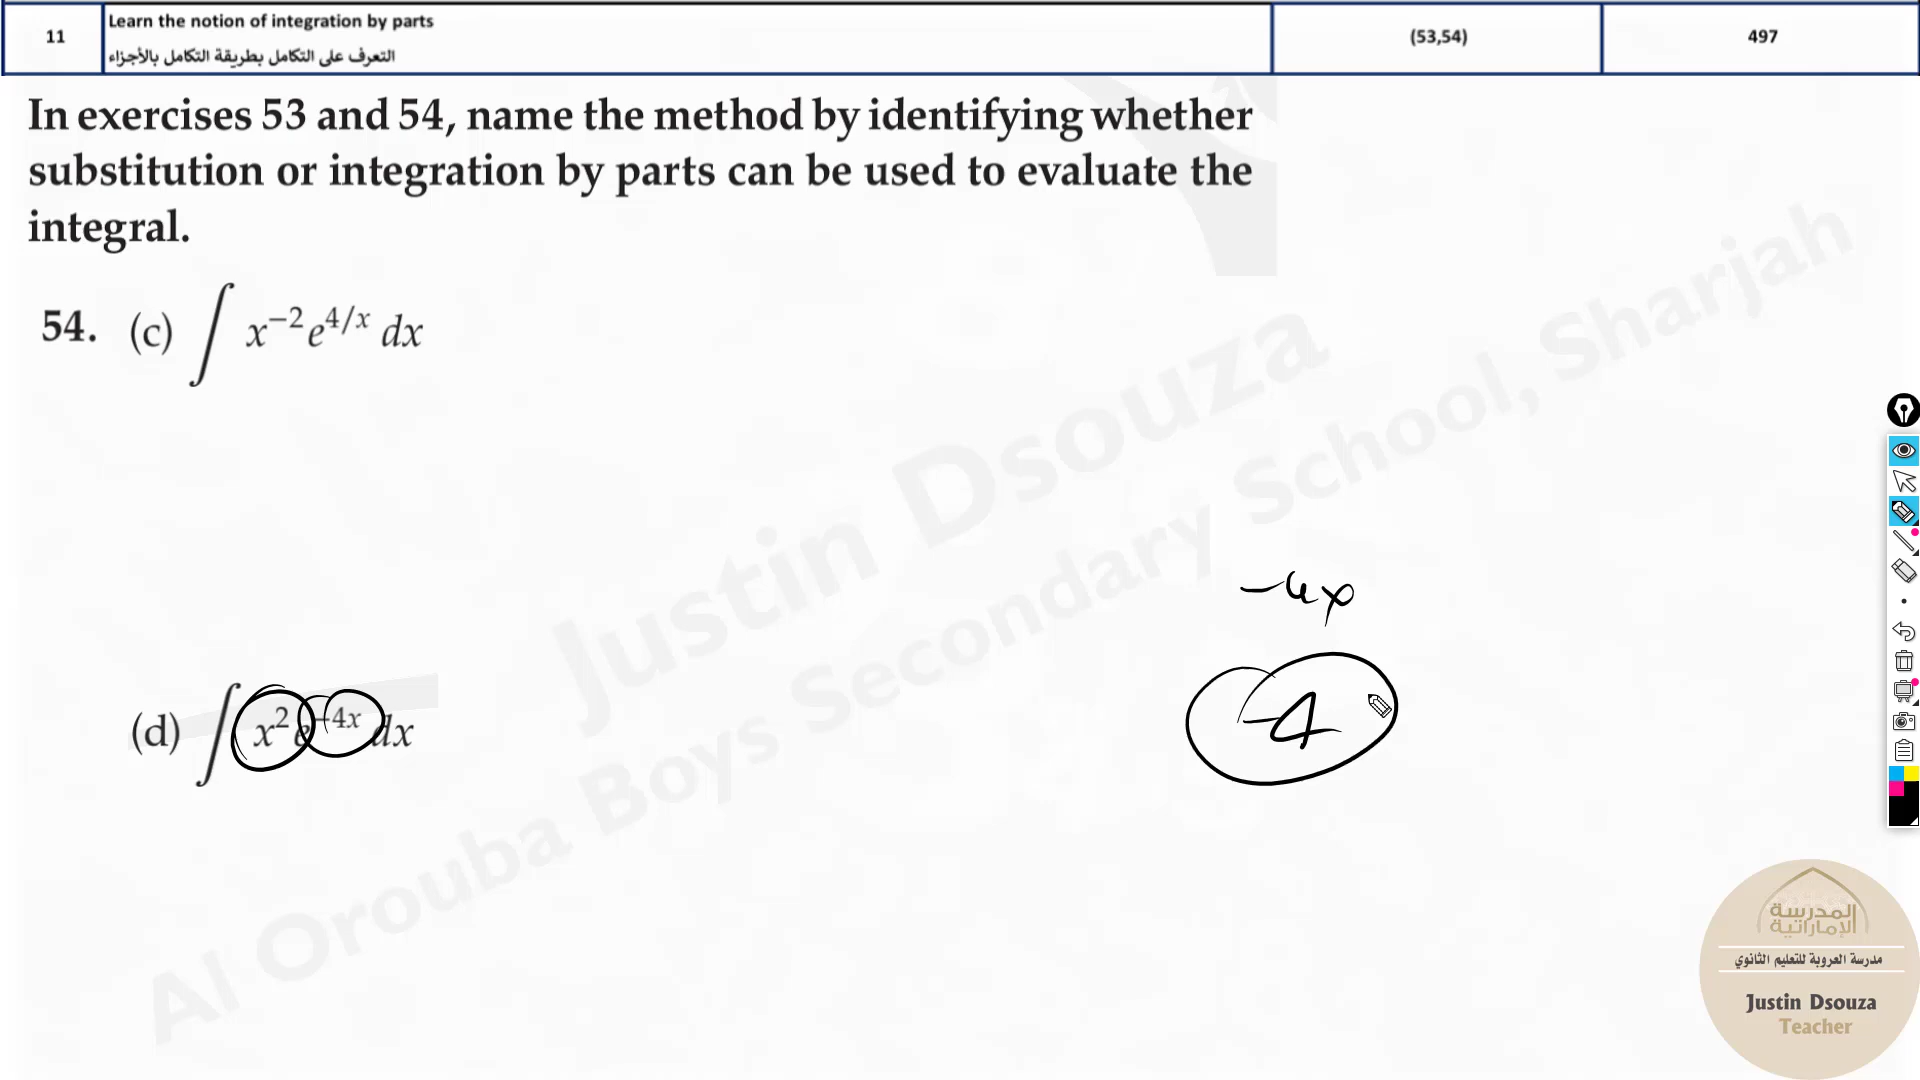 11
Learn the notion of integration by parts
(53,54)
497
التعرف على التكامل بطريقة التكامل بالأجزاء
In exercises 53 and 54, name the method by identifying whether
substitution or integration by parts can be used to evaluate the
integral.
54. (c) ∫ x⁻² e^{4/x} dx
-4x
-4
(d) ∫ x² e^{-4x} dx
Justin Dsouza
Al Orouba Boys Secondary School, Sharjah
المدرسة
الإماراتية
مدرسة العروبة للتعليم الثانوي
Justin Dsouza
Teacher